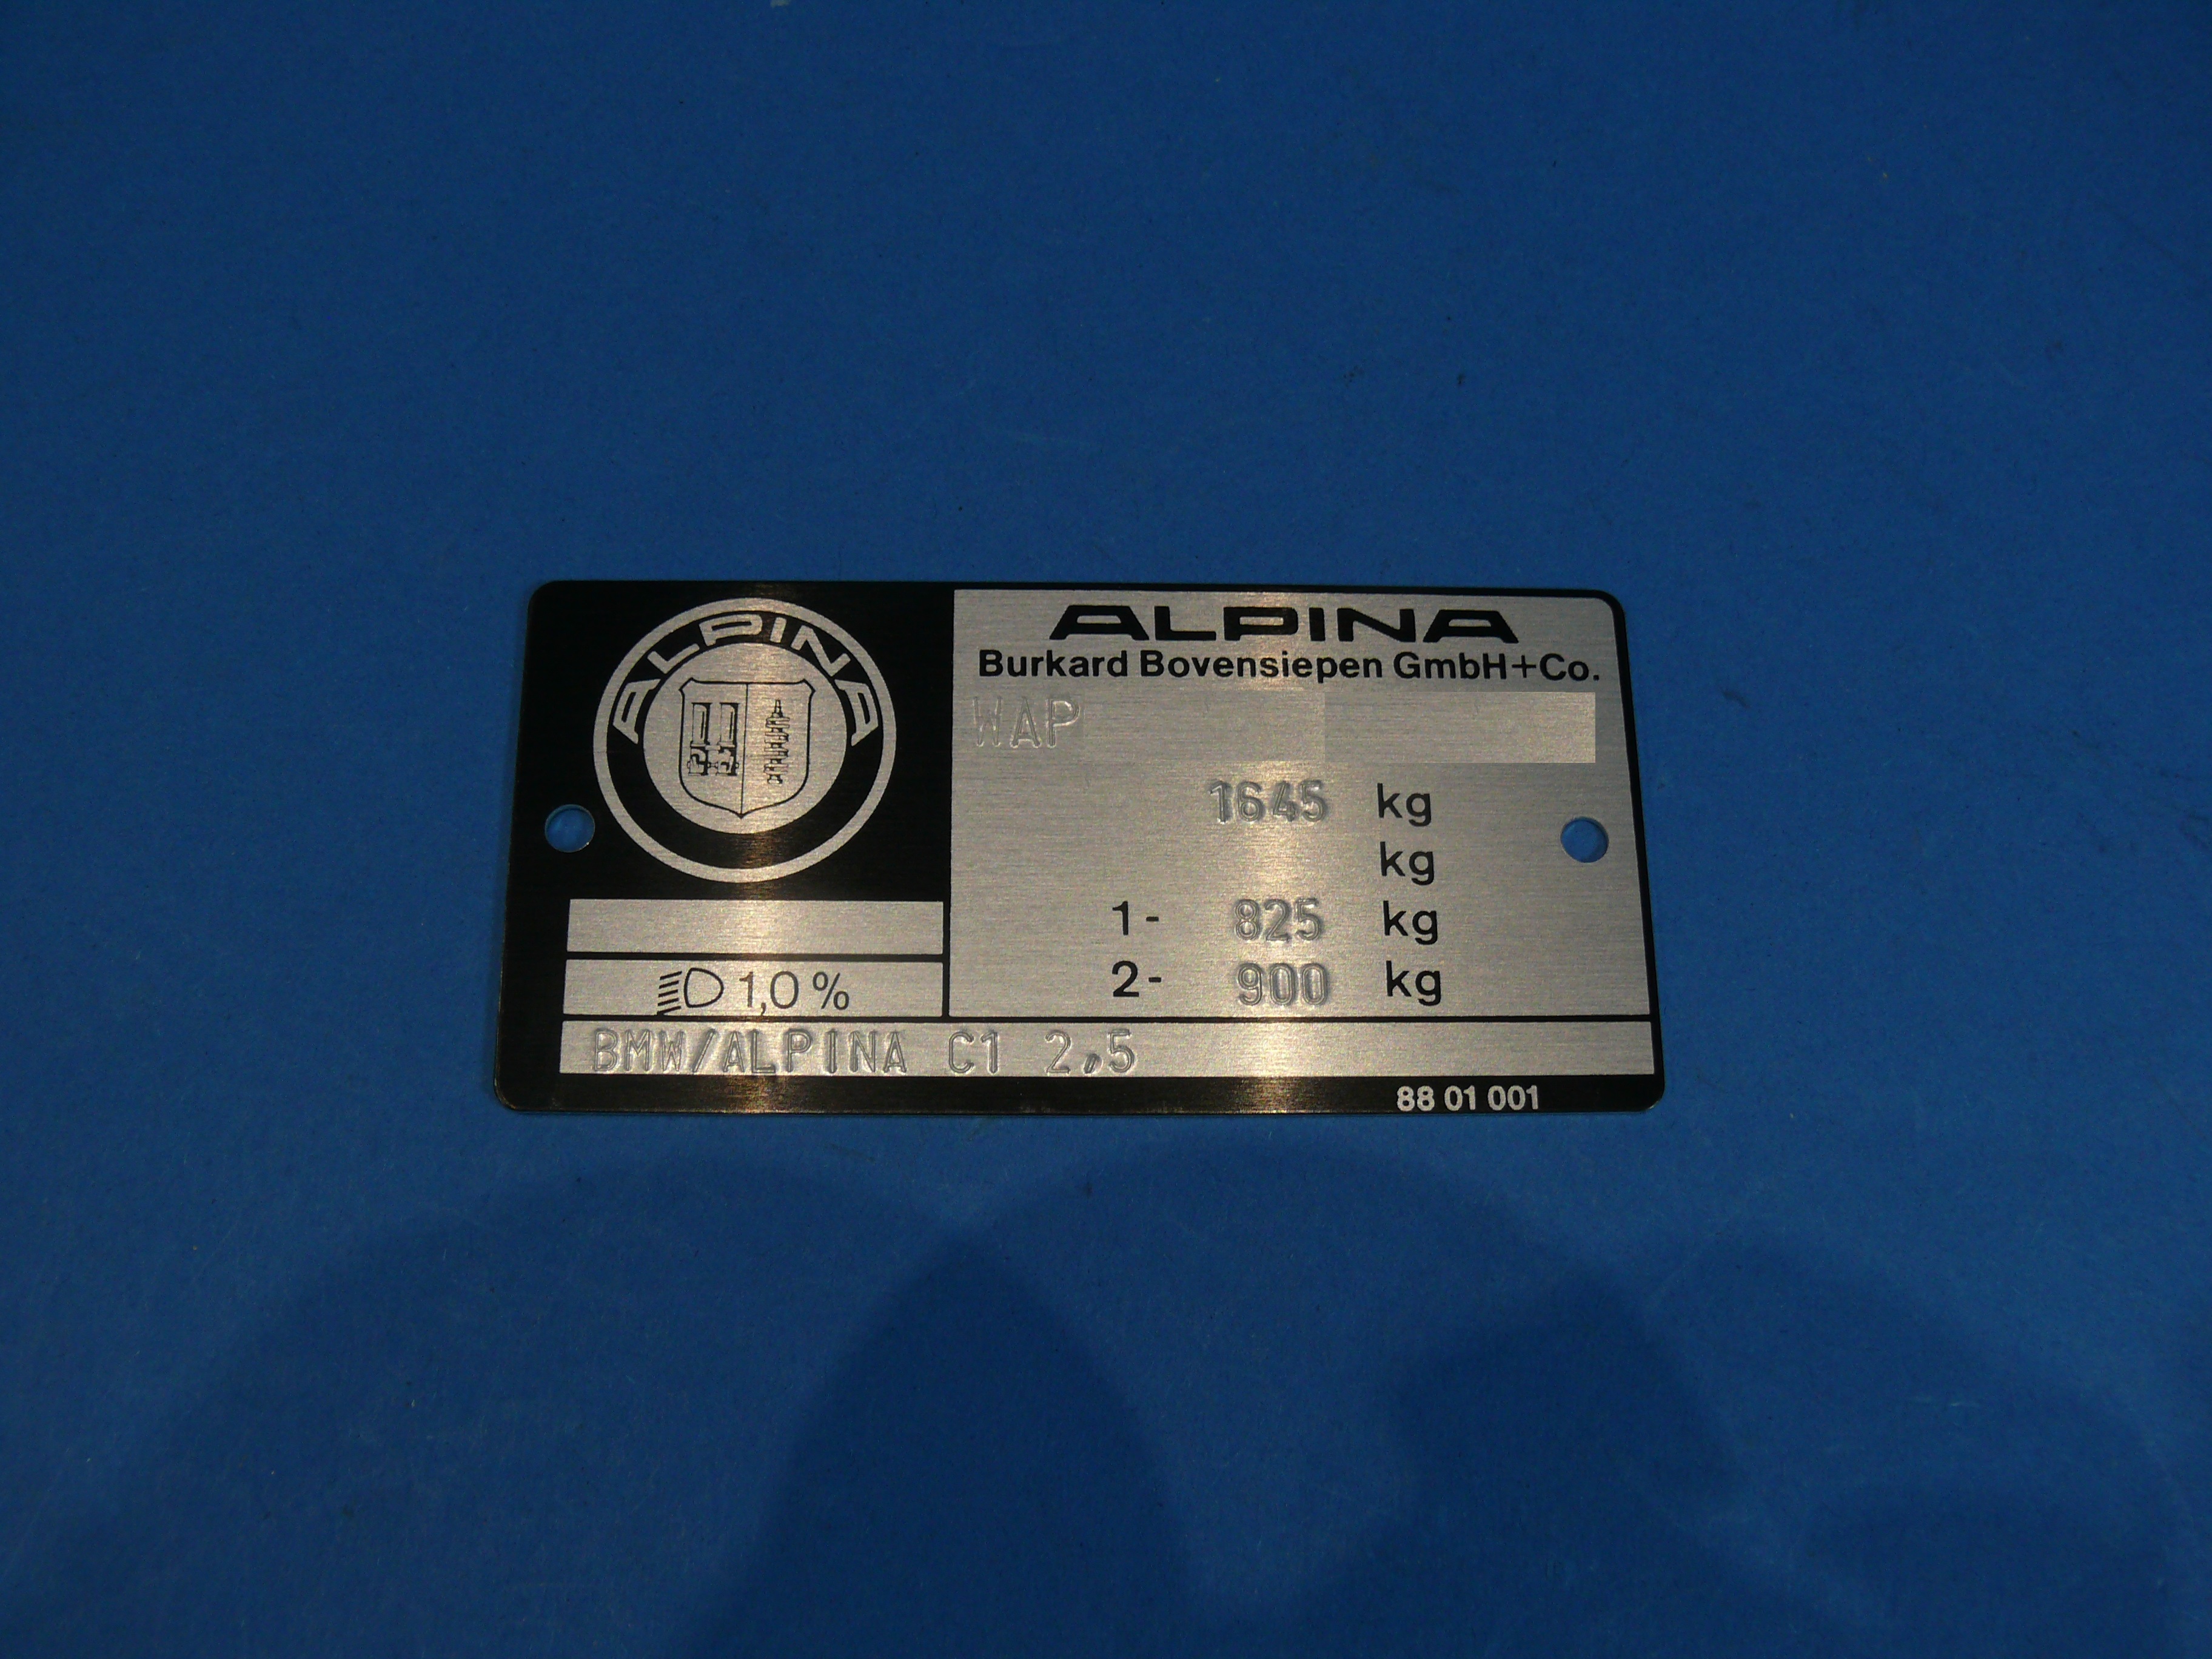 ALPINA
ALPINA
Burkard Bovensiepen GmbH+Co.
WAP
1645 kg
kg
1- 825 kg
2- 900 kg
1,0 %
BMW/ALPINA C1 2,5
88 01 001